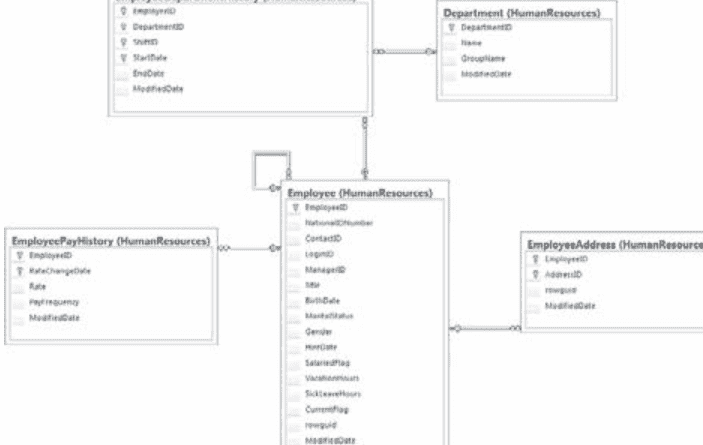 EmployeeID
DepartmentID
ShiftID
StartDate
EndDate
ModifiedDate
Department (HumanResources)
DepartmentID
Name
GroupName
ModifiedDate
Employee (HumanResources)
EmployeeID
NationalIDNumber
ContactID
LoginID
ManagerID
Title
BirthDate
MaritalStatus
Gender
HireDate
SalariedFlag
VacationHours
SickLeaveHours
CurrentFlag
rowguid
ModifiedDate
EmployeePayHistory (HumanResources)
EmployeeID
RateChangeDate
Rate
PayFrequency
ModifiedDate
EmployeeAddress (HumanResource
EmployeeID
AddressID
rowguid
ModifiedDate